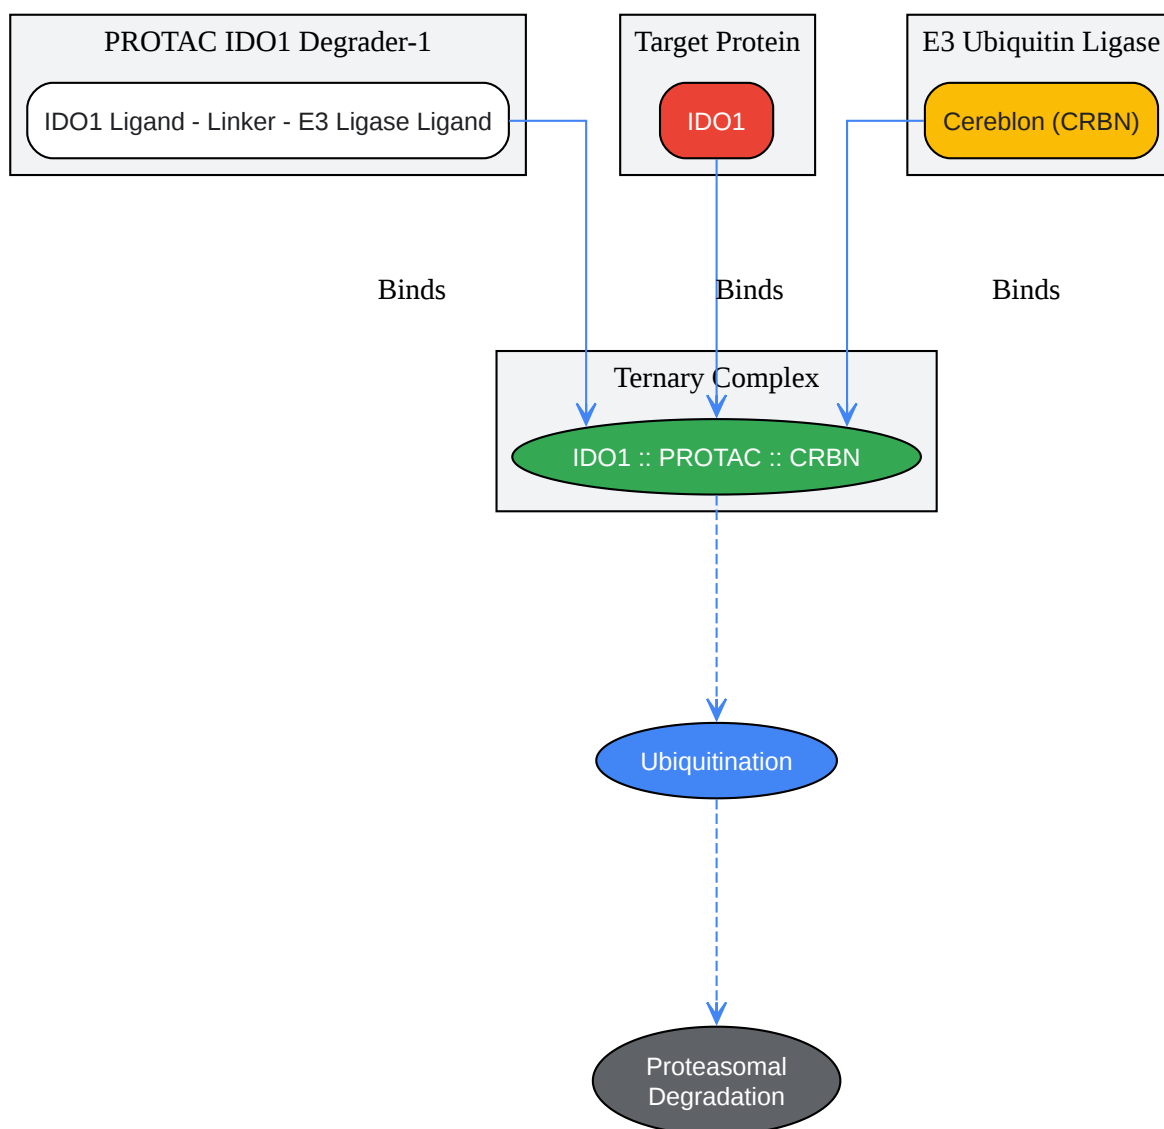 PROTAC IDO1 Degrader-1
Target Protein
E3 Ubiquitin Ligase
IDO1 Ligand - Linker - E3 Ligase Ligand
IDO1
Cereblon (CRBN)
Binds
Binds
Binds
Ternary Complex
IDO1 :: PROTAC :: CRBN
Ubiquitination
Proteasomal
Degradation